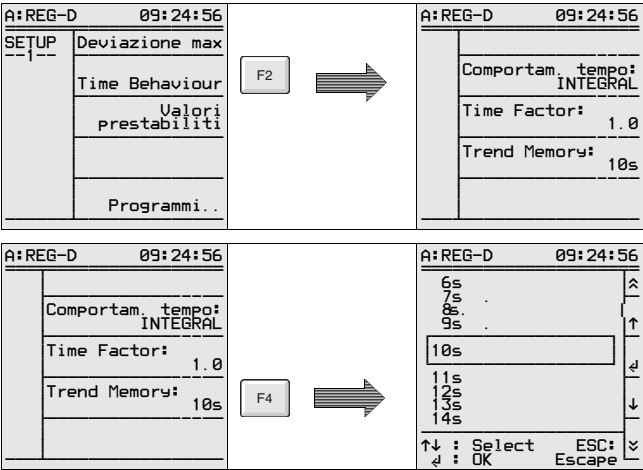 A:REG-D 09:24:56
SETUP
--1--
Deviazione max
Time Behaviour
Valori
prestabiliti
Programmi..
F2
A:REG-D 09:24:56
Comportam. tempo:
INTEGRAL
Time Factor:
1.0
Trend Memory:
10s
A:REG-D 09:24:56
Comportam. tempo:
INTEGRAL
Time Factor:
1.0
Trend Memory:
10s
F4
A:REG-D 09:24:56
6s
7s .
8s.
9s .
10s
11s
12s
13s
14s
↑↓ : Select ESC:
↲ : OK Escape